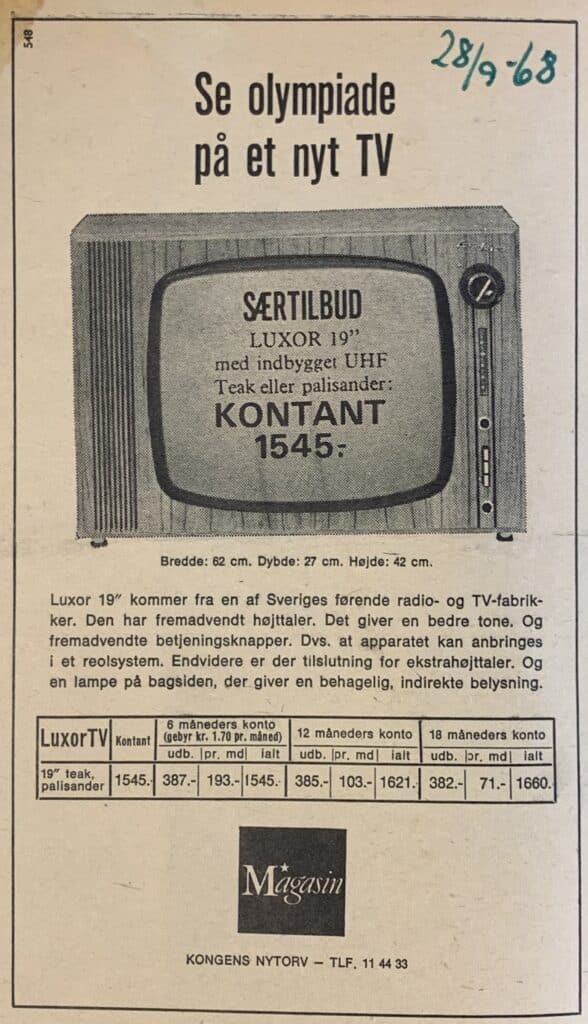 548
28/9-68
Se olympiade
på et nyt TV
SÆRTILBUD
LUXOR 19"
med indbygget UHF
Teak eller palisander:
KONTANT
1545.-
Bredde: 62 cm. Dybde: 27 cm. Højde: 42 cm.
Luxor 19" kommer fra en af Sveriges førende radio- og TV-fabrik-
ker. Den har fremadvendt højttaler. Det giver en bedre tone. Og
fremadvendte betjeningsknapper. Dvs. at apparatet kan anbringes
i et reolsystem. Endvidere er der tilslutning for ekstrahøjttaler. Og
en lampe på bagsiden, der giver en behagelig, indirekte belysning.
LuxorTV Kontant 6 måneders konto (gebyr kr. 1.70 pr. måned) 12 måneders konto 18 måneders konto
udb. pr. md ialt udb. pr. md ialt udb. pr. md ialt
19" teak, palisander 1545.- 387.- 193.- 1545. 385.- 103.- 1621. 382.- 71.- 1660.
Magasin
KONGENS NYTORV – TLF. 11 44 33